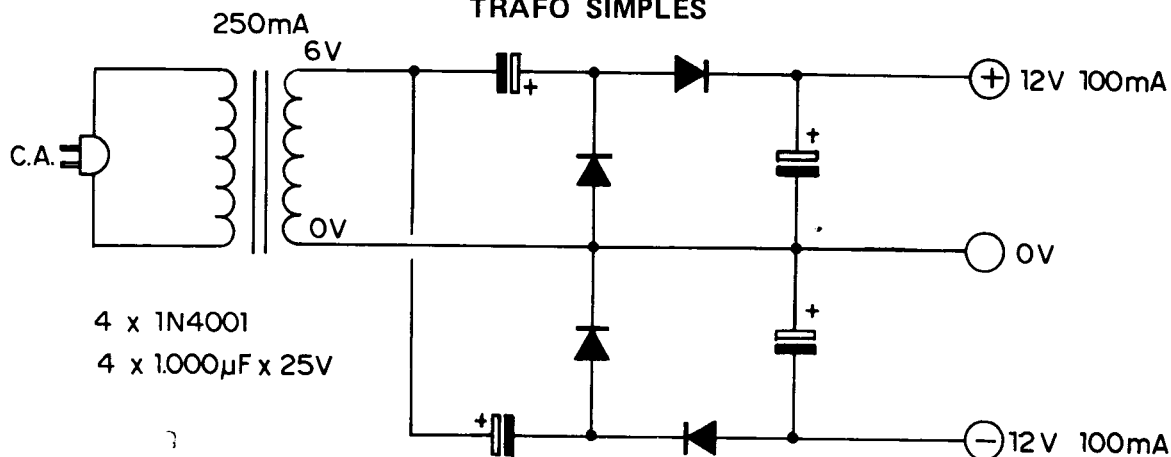 TRAFO SIMPLES
250mA
6V
+
+ 12V 100mA
+
C.A.
0V
0V
4 x 1N4001
4 x 1.000µF x 25V
+
+
− 12V 100mA